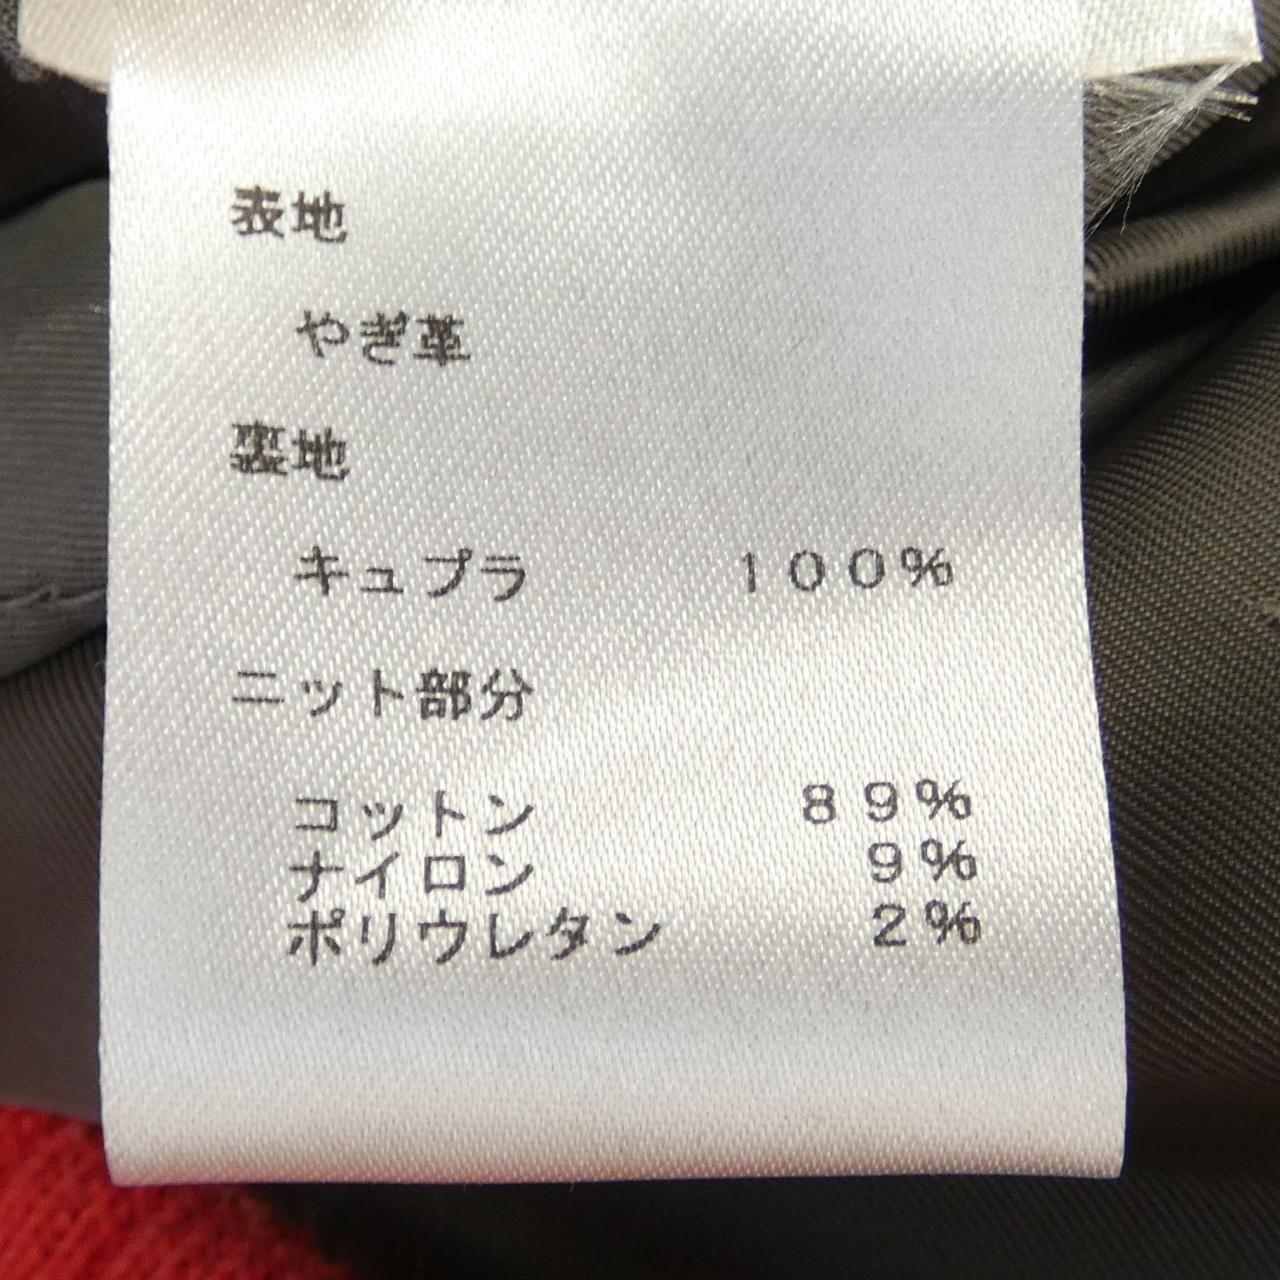 表地
やぎ革
裏地
キュプラ 100%
ニット部分
コットン 89%
ナイロン 9%
ポリウレタン 2%